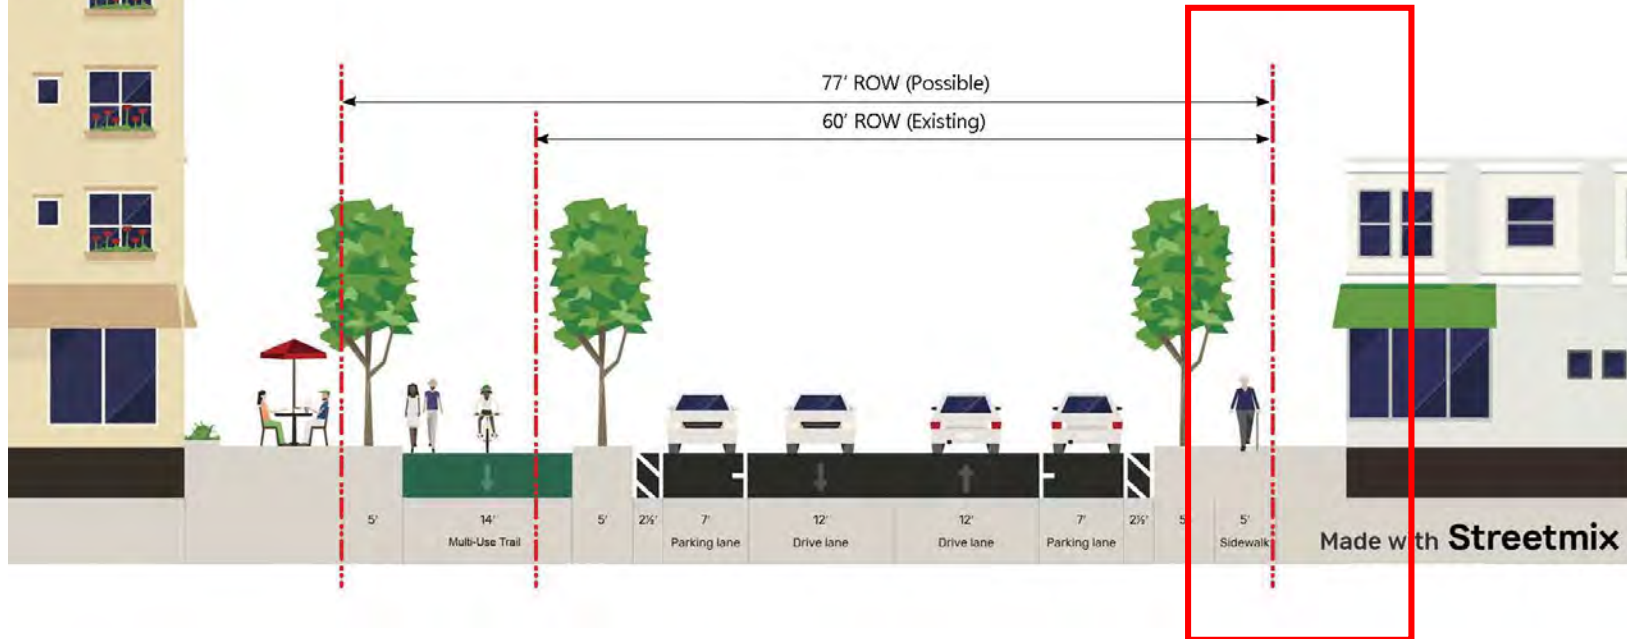 77' ROW (Possible)
60' ROW (Existing)
5'
14'
5'
2½'
7'
12'
12'
7'
2½'
5'
5'
Multi-Use Trail
Parking lane
Drive lane
Drive lane
Parking lane
Sidewalk
Made with Streetmix